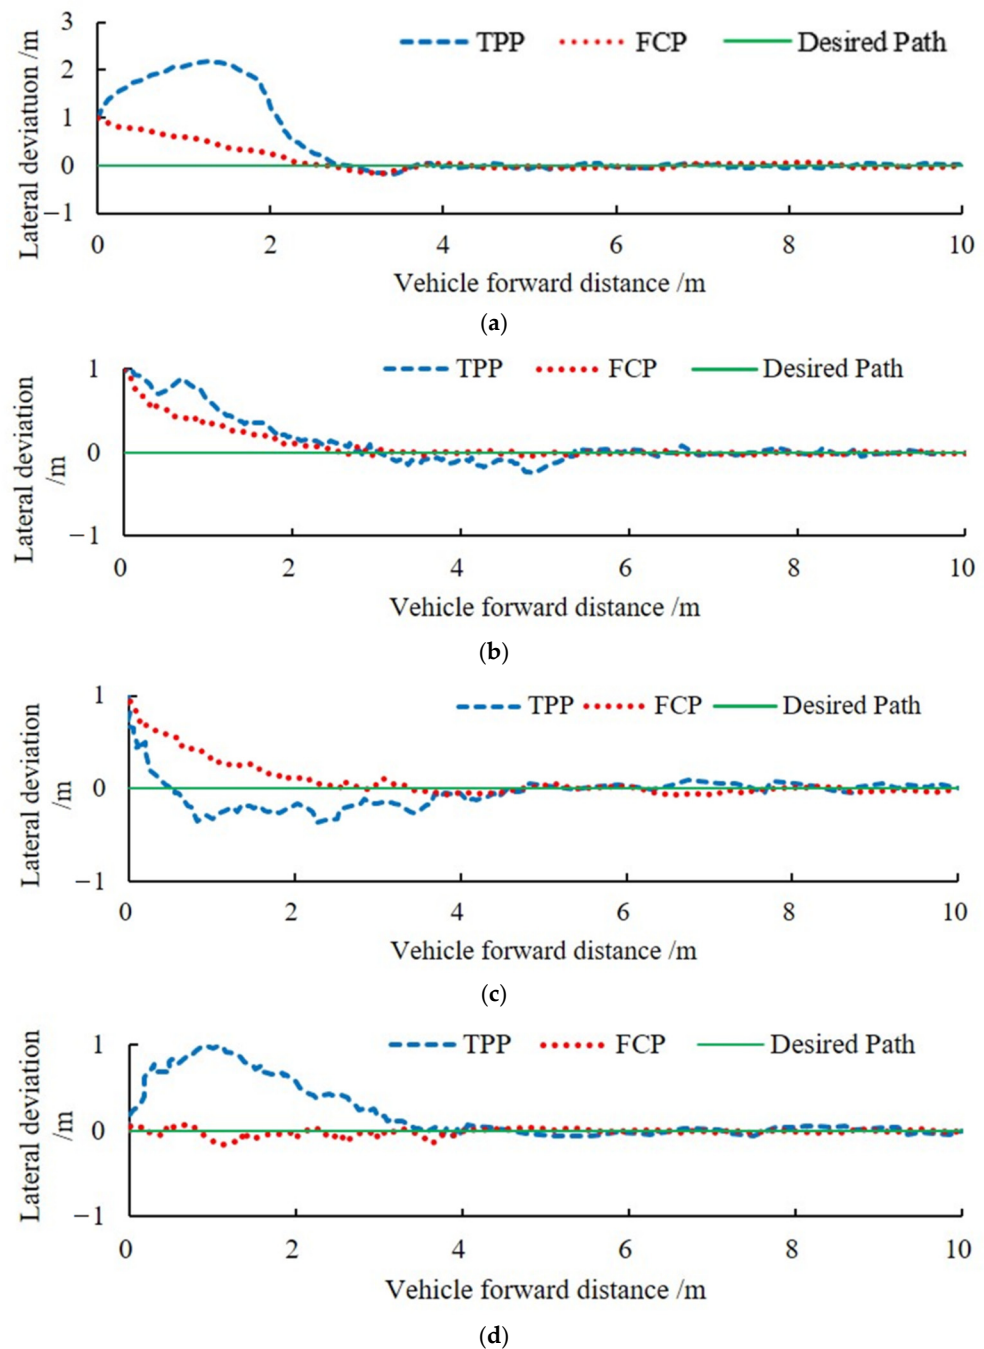 Lateral deviatuon /m
3
2
1
0
−1
TPP
FCP
Desired Path
0
2
4
6
8
10
Vehicle forward distance /m
(a)
Lateral deviation
/m
1
0
−1
TPP
FCP
Desired Path
0
2
4
6
8
10
Vehicle forward distance /m
(b)
Lateral deviation
/m
1
0
−1
TPP
FCP
Desired Path
0
2
4
6
8
10
Vehicle forward distance /m
(c)
Lateral deviation
/m
1
0
−1
TPP
FCP
Desired Path
0
2
4
6
8
10
Vehicle forward distance /m
(d)